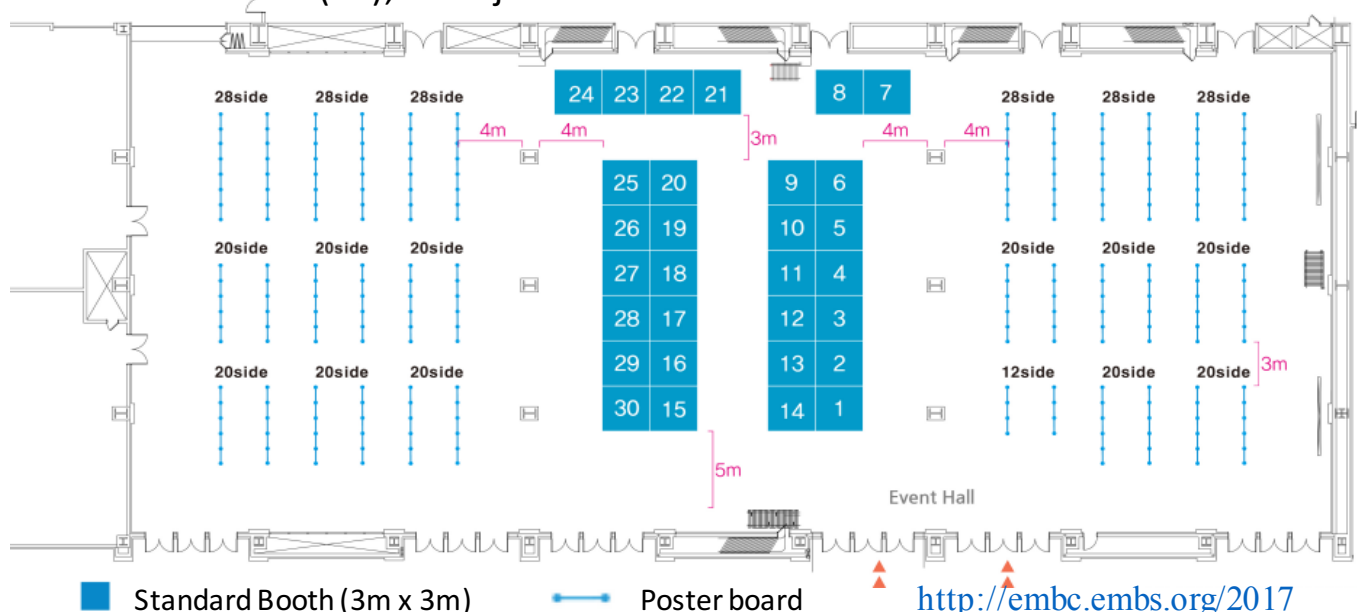 24 23 22 21 8 7
28side 28side 28side 28side 28side 28side
4m 4m 3m 4m 4m
25 20 9 6
26 19 10 5
20side 20side 20side 20side 20side 20side
27 18 11 4
28 17 12 3
29 16 13 2
3m
20side 20side 20side 12side 20side 20side
30 15 14 1
5m
Event Hall
Standard Booth (3m x 3m) Poster board http://embc.embs.org/2017